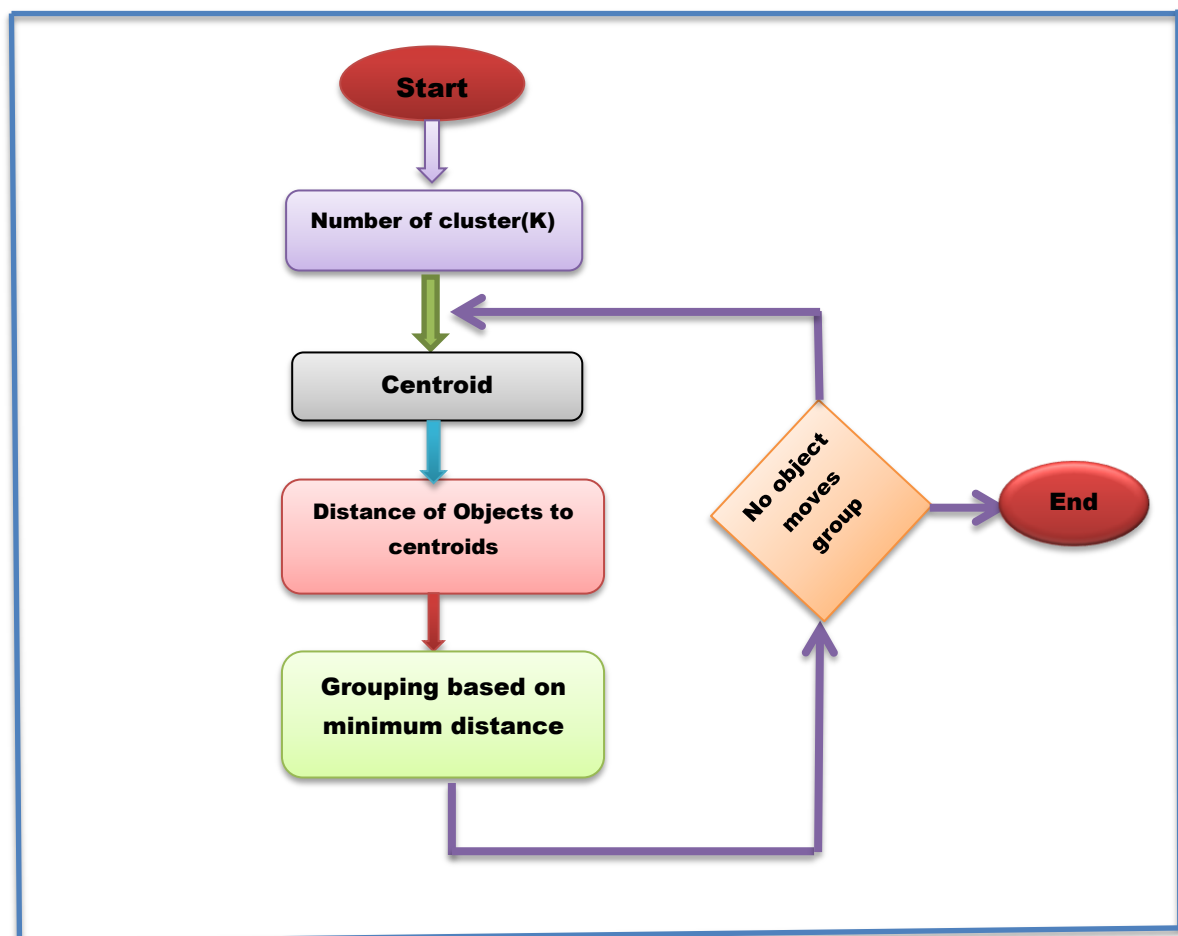 Start
Number of cluster(K)
Centroid
Distance of Objects to
centroids
Grouping based on
minimum distance
No object
moves
group
End